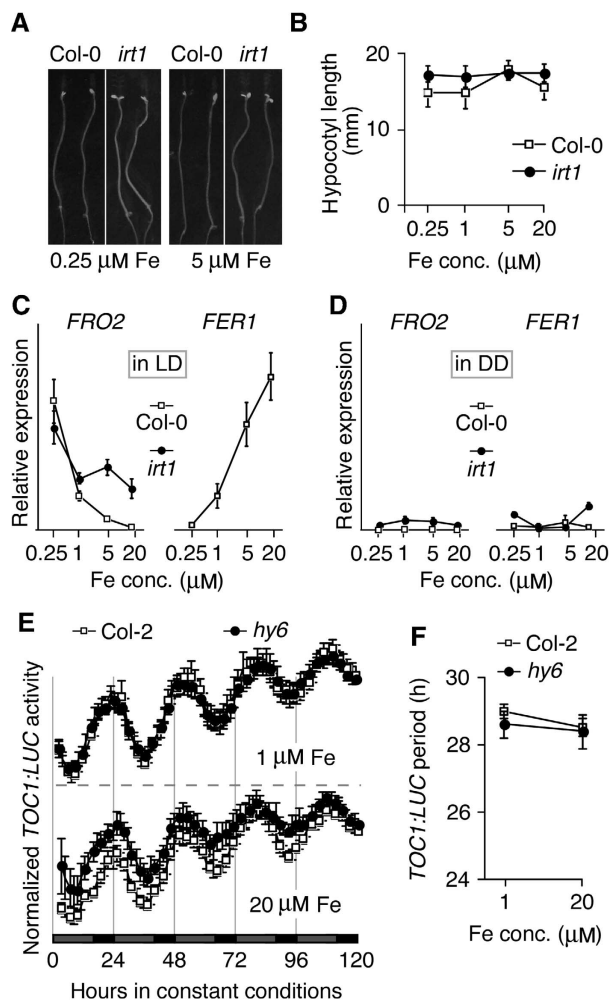 A
Col-0 irt1 Col-0 irt1
0.25 µM Fe 5 µM Fe
B
Hypocotyl length
(mm)
20
10
0
Col-0
irt1
0.25 1 5 20
Fe conc. (µM)
C
FRO2 FER1
in LD
Relative expression
Col-0
irt1
0.25 1 5 20 0.25 1 5 20
Fe conc. (µM)
D
FRO2 FER1
in DD
Relative expression
Col-0
irt1
0.25 1 5 20 0.25 1 5 20
Fe conc. (µM)
E
Col-2 hy6
Normalized TOC1:LUC activity
1 µM Fe
20 µM Fe
0 24 48 72 96 120
Hours in constant conditions
F
Col-2
hy6
TOC1:LUC period (h)
30
28
26
24
1 20
Fe conc. (µM)